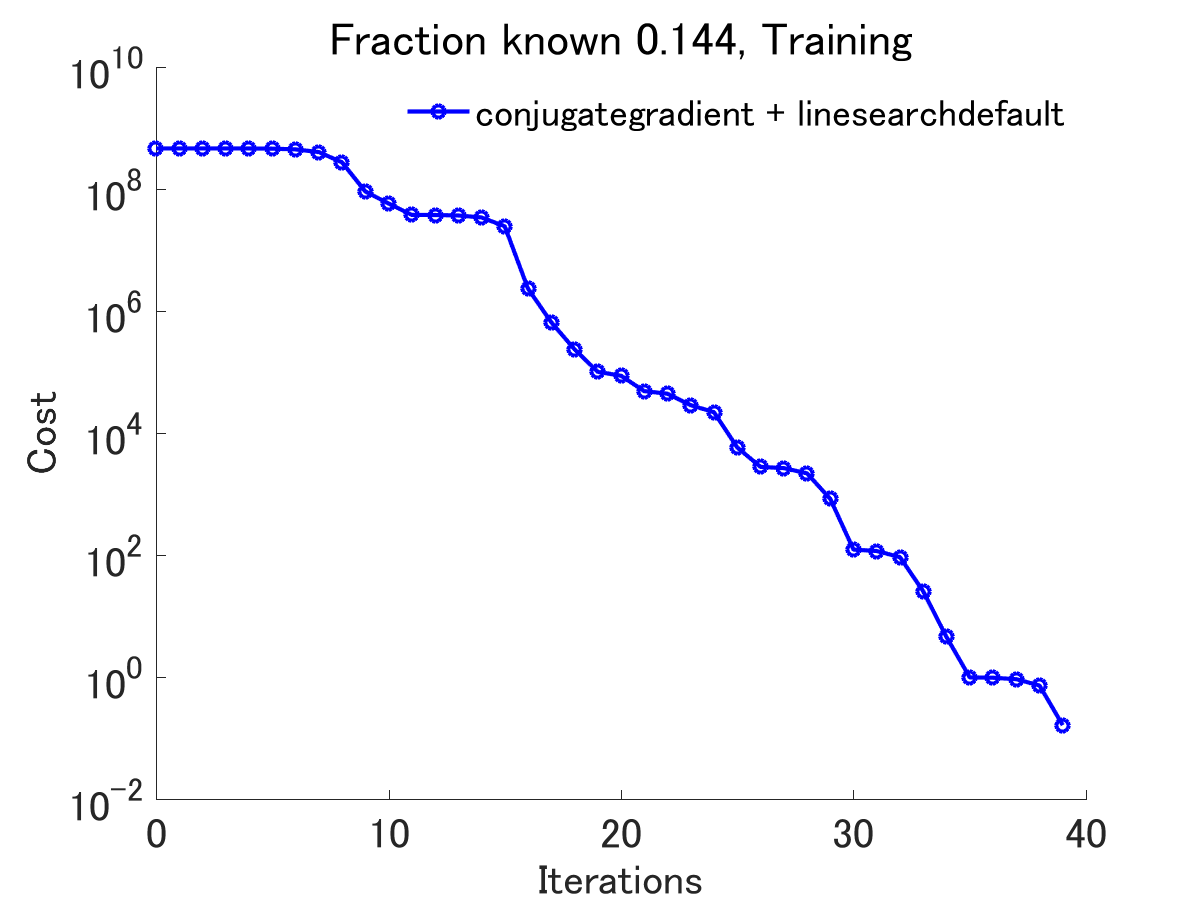 Fraction known 0.144, Training
conjugategradient + linesearchdefault
10^10
10^8
10^6
10^4
10^2
10^0
10^-2
Cost
0 10 20 30 40
Iterations